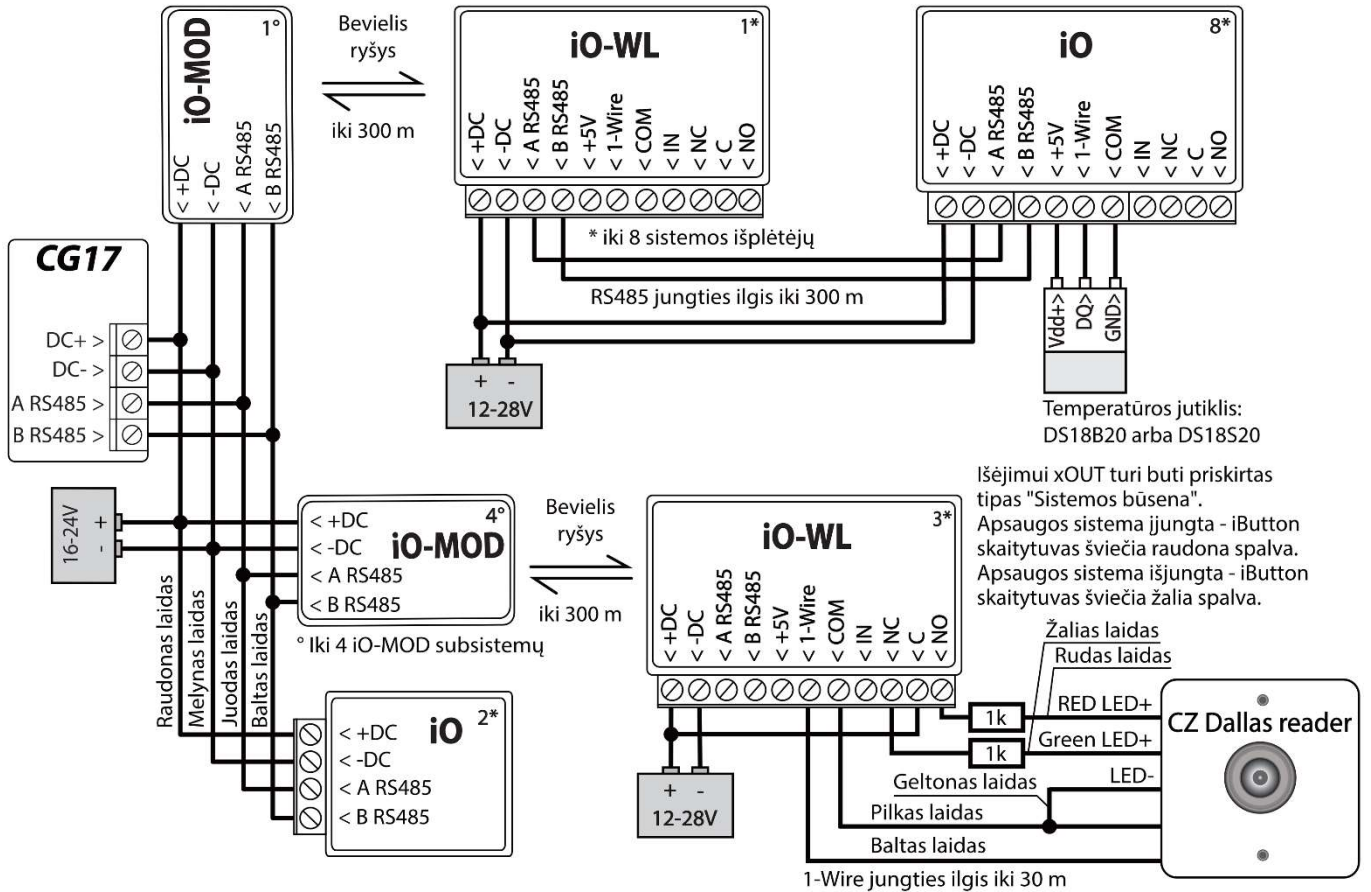 iO-MOD
1°
< +DC
< -DC
< A RS485
< B RS485
Bevielis
ryšys
iki 300 m
iO-WL
1*
< +DC
< -DC
< A RS485
< B RS485
< +5V
< 1-Wire
< COM
< IN
< NC
< C
< NO
iO
8*
< +DC
< -DC
< A RS485
< B RS485
< +5V
< 1-Wire
< COM
IN
< NC
< C
< NO
* iki 8 sistemos išplėtėjų
RS485 jungties ilgis iki 300 m
+ -
12-28V
Vdd+>
DQ>
GND>
Temperatūros jutiklis:
DS18B20 arba DS18S20
CG17
DC+ >
DC- >
A RS485 >
B RS485 >
16-24V
+
-
Raudonas laidas
Melynas laidas
Juodas laidas
Baltas laidas
< +DC
< -DC
< A RS485
< B RS485
4°
iO-MOD
° Iki 4 iO-MOD subsistemų
Bevielis
ryšys
iki 300 m
iO
2*
< +DC
< -DC
< A RS485
< B RS485
iO-WL
3*
< +DC
< -DC
< A RS485
< B RS485
< +5V
< 1-Wire
< COM
< IN
< NC
< C
< NO
+ -
12-28V
Išėjimui xOUT turi buti priskirtas
tipas "Sistemos būsena".
Apsaugos sistema įjungta - iButton
skaitytuvas šviečia raudona spalva.
Apsaugos sistema išjungta - iButton
skaitytuvas šviečia žalia spalva.
Žalias laidas
Rudas laidas
1k
RED LED+
1k
Green LED+
LED-
Geltonas laidas
Pilkas laidas
Baltas laidas
1-Wire jungties ilgis iki 30 m
CZ Dallas reader